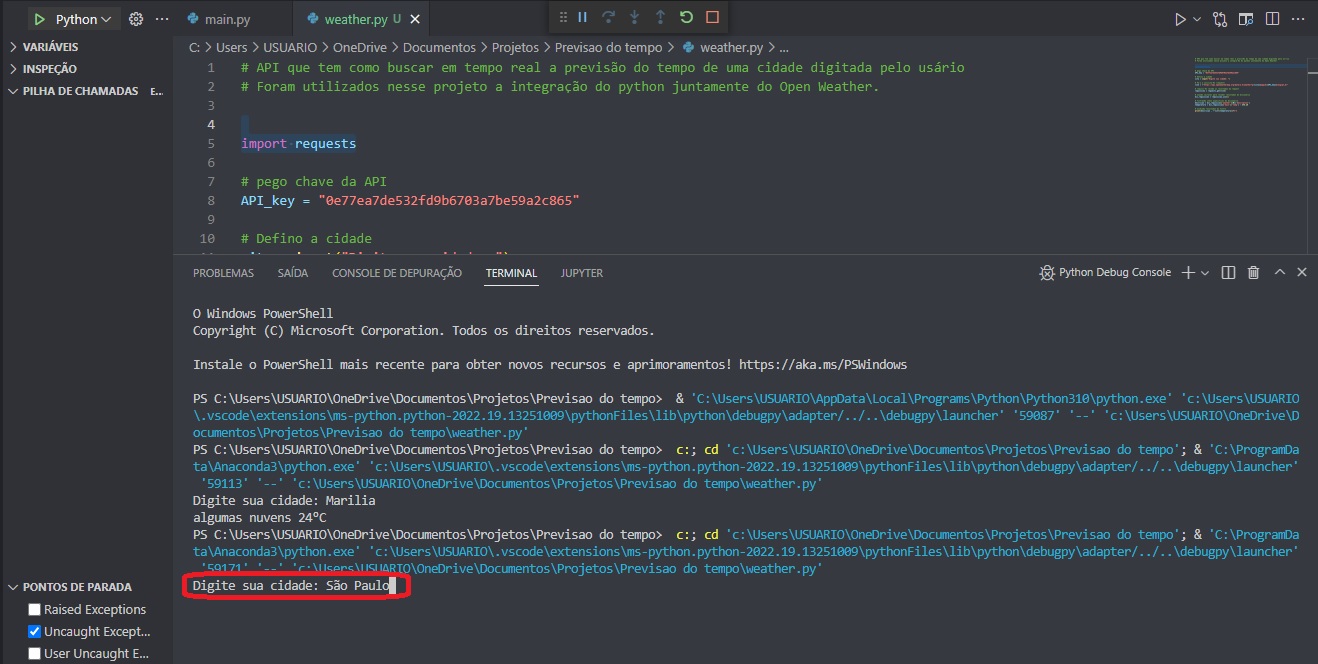 Python
main.py
weather.py U
VARIÁVEIS
INSPEÇÃO
PILHA DE CHAMADAS E...
C: > Users > USUARIO > OneDrive > Documentos > Projetos > Previsao do tempo > weather.py > ...
1 # API que tem como buscar em tempo real a previsão do tempo de uma cidade digitada pelo usário
2 # Foram utilizados nesse projeto a integração do python juntamente do Open Weather.
3
4
5 import requests
6
7 # pego chave da API
8 API_key = "0e77ea7de532fd9b6703a7be59a2c865"
9
10 # Defino a cidade
PROBLEMAS SAÍDA CONSOLE DE DEPURAÇÃO TERMINAL JUPYTER
Python Debug Console
O Windows PowerShell
Copyright (C) Microsoft Corporation. Todos os direitos reservados.
Instale o PowerShell mais recente para obter novos recursos e aprimoramentos! https://aka.ms/PSWindows
PS C:\Users\USUARIO\OneDrive\Documentos\Projetos\Previsao do tempo> & 'C:\Users\USUARIO\AppData\Local\Programs\Python\Python310\python.exe' 'c:\Users\USUARIO
\.vscode\extensions\ms-python.python-2022.19.13251009\pythonFiles\lib\python\debugpy\adapter/../..\debugpy\launcher' '59087' '--' 'c:\Users\USUARIO\OneDrive\D
ocumentos\Projetos\Previsao do tempo\weather.py'
PS C:\Users\USUARIO\OneDrive\Documentos\Projetos\Previsao do tempo> c:; cd 'c:\Users\USUARIO\OneDrive\Documentos\Projetos\Previsao do tempo'; & 'C:\ProgramDa
ta\Anaconda3\python.exe' 'c:\Users\USUARIO\.vscode\extensions\ms-python.python-2022.19.13251009\pythonFiles\lib\python\debugpy\adapter/../..\debugpy\launcher'
'59113' '--' 'c:\Users\USUARIO\OneDrive\Documentos\Projetos\Previsao do tempo\weather.py'
Digite sua cidade: Marilia
algumas nuvens 24ºC
PS C:\Users\USUARIO\OneDrive\Documentos\Projetos\Previsao do tempo> c:; cd 'c:\Users\USUARIO\OneDrive\Documentos\Projetos\Previsao do tempo'; & 'C:\ProgramDa
ta\Anaconda3\python.exe' 'c:\Users\USUARIO\.vscode\extensions\ms-python.python-2022.19.13251009\pythonFiles\lib\python\debugpy\adapter/../..\debugpy\launcher'
'59171' '--' 'c:\Users\USUARIO\OneDrive\Documentos\Projetos\Previsao do tempo\weather.py'
Digite sua cidade: São Paulo
PONTOS DE PARADA
Raised Exceptions
Uncaught Except...
User Uncaught E...